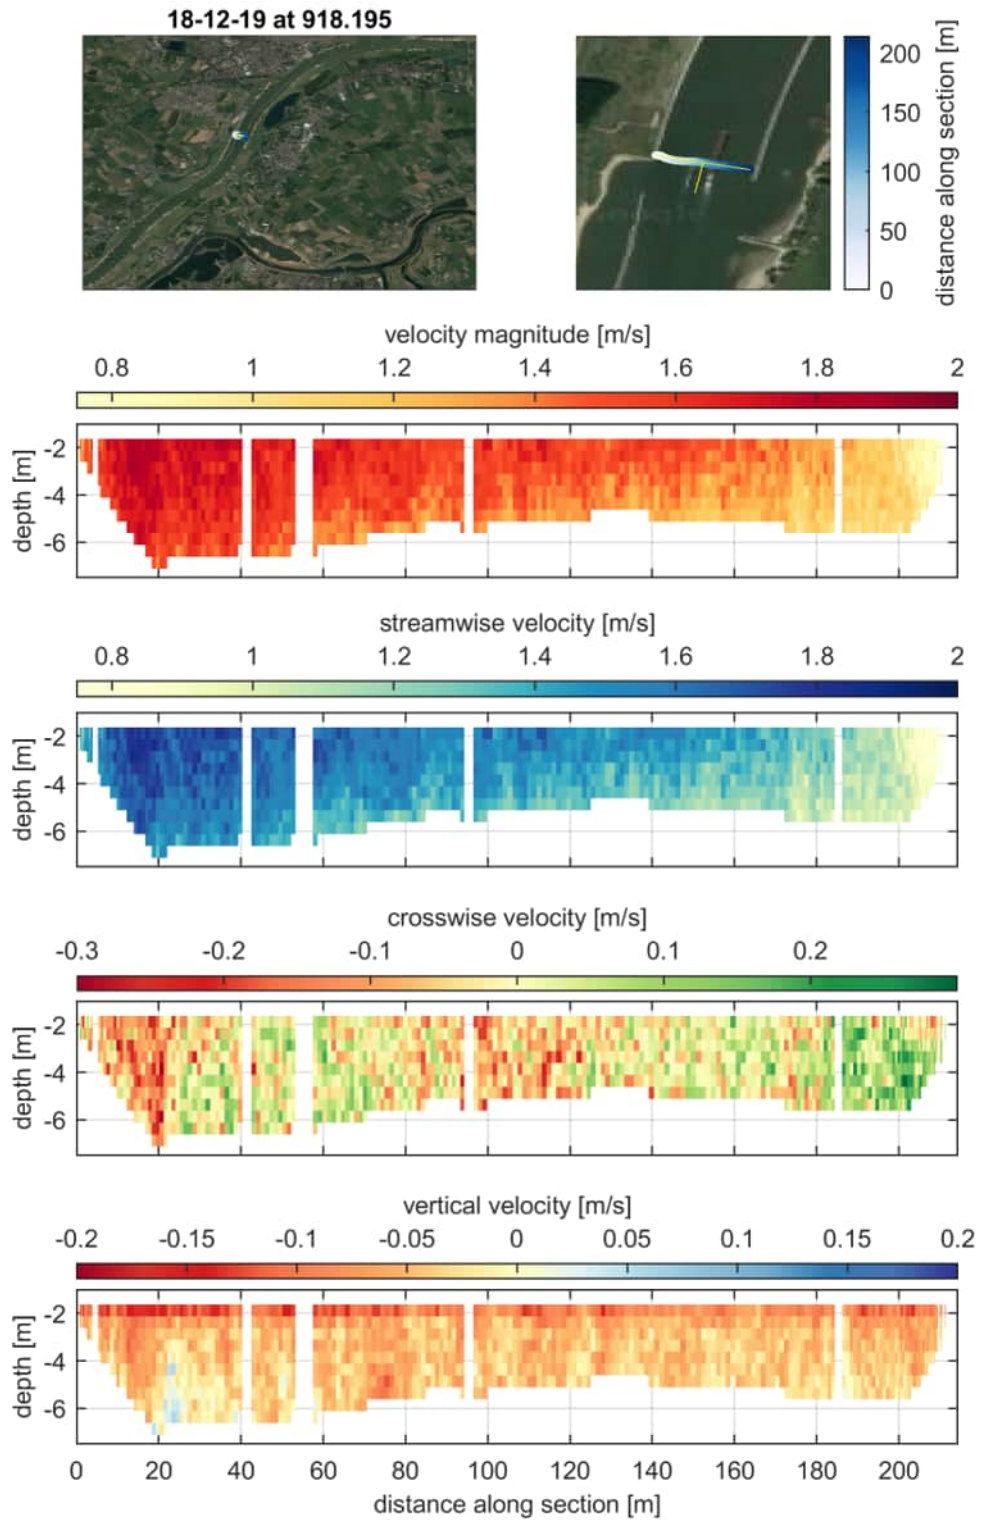 18-12-19 at 918.195
200
150
100
50
0
distance along section [m]
velocity magnitude [m/s]
0.8 1 1.2 1.4 1.6 1.8 2
-2
-4
-6
depth [m]
streamwise velocity [m/s]
0.8 1 1.2 1.4 1.6 1.8 2
-2
-4
-6
depth [m]
crosswise velocity [m/s]
-0.3 -0.2 -0.1 0 0.1 0.2
-2
-4
-6
depth [m]
vertical velocity [m/s]
-0.2 -0.15 -0.1 -0.05 0 0.05 0.1 0.15 0.2
-2
-4
-6
depth [m]
0 20 40 60 80 100 120 140 160 180 200
distance along section [m]